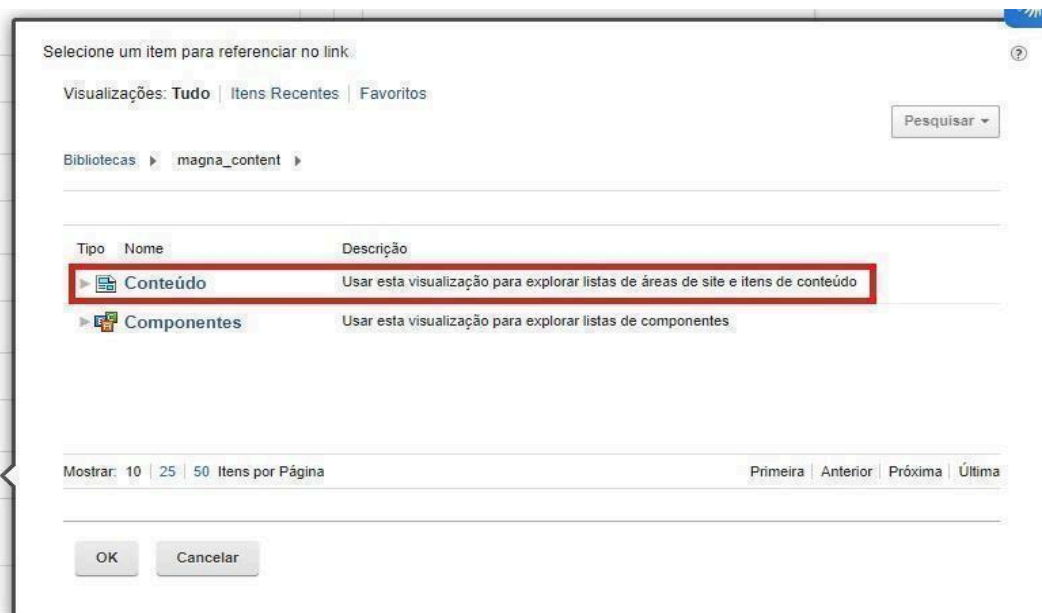 Selecione um item para referenciar no link
Visualizações: Tudo | Itens Recentes | Favoritos
Pesquisar
Bibliotecas magna_content
Tipo Nome Descrição
Conteúdo Usar esta visualização para explorar listas de áreas de site e itens de conteúdo
Componentes Usar esta visualização para explorar listas de componentes
Mostrar: 10 | 25 | 50 Itens por Página Primeira | Anterior | Próxima | Última
OK Cancelar